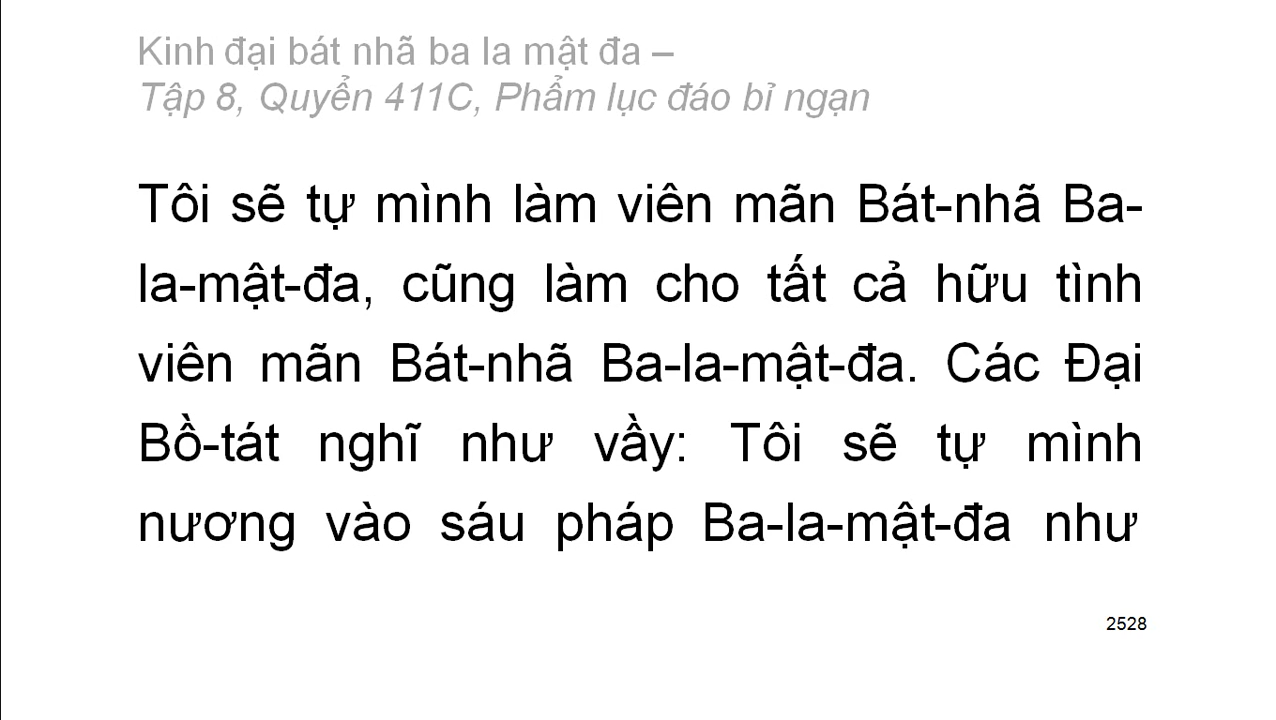 Kinh đại bát nhã ba la mật đa –
Tập 8, Quyển 411C, Phẩm lục đáo bỉ ngạn
Tôi sẽ tự mình làm viên mãn Bát-nhã Ba-
la-mật-đa, cũng làm cho tất cả hữu tình
viên mãn Bát-nhã Ba-la-mật-đa. Các Đại
Bồ-tát nghĩ như vầy: Tôi sẽ tự mình
nương vào sáu pháp Ba-la-mật-đa như
2528